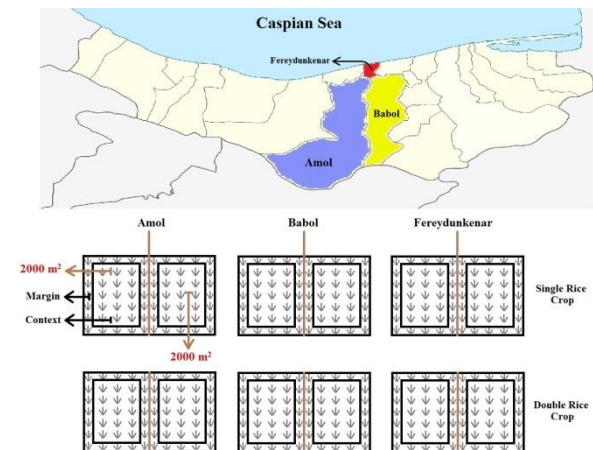 Caspian Sea
Fereydunkenar
Babol
Amol
Amol Babol Fereydunkenar
2000 m²
Margin
Context
2000 m²
Single Rice
Crop
Double Rice
Crop